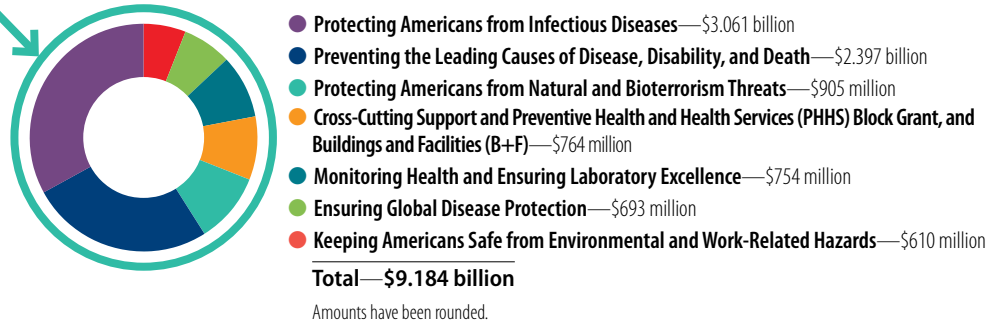 Protecting Americans from Infectious Diseases—$3.061 billion
Preventing the Leading Causes of Disease, Disability, and Death—$2.397 billion
Protecting Americans from Natural and Bioterrorism Threats—$905 million
Cross-Cutting Support and Preventive Health and Health Services (PHHS) Block Grant, and
Buildings and Facilities (B+F)—$764 million
Monitoring Health and Ensuring Laboratory Excellence—$754 million
Ensuring Global Disease Protection—$693 million
Keeping Americans Safe from Environmental and Work-Related Hazards—$610 million
Total—$9.184 billion
Amounts have been rounded.